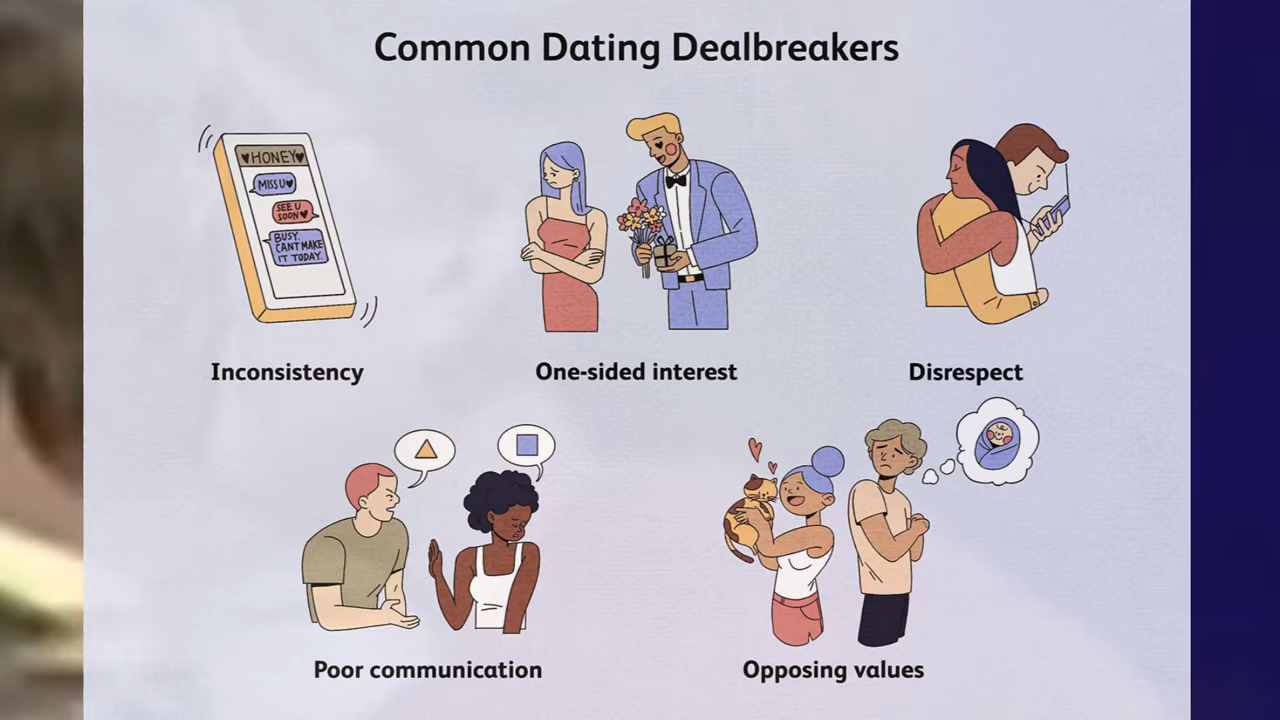 Common Dating Dealbreakers
♥HONEY♥
MISS U♥
SEE U
SOON♥
BUSY.
CANT MAKE
IT TODAY.
Inconsistency
One-sided interest
Disrespect
Poor communication
Opposing values